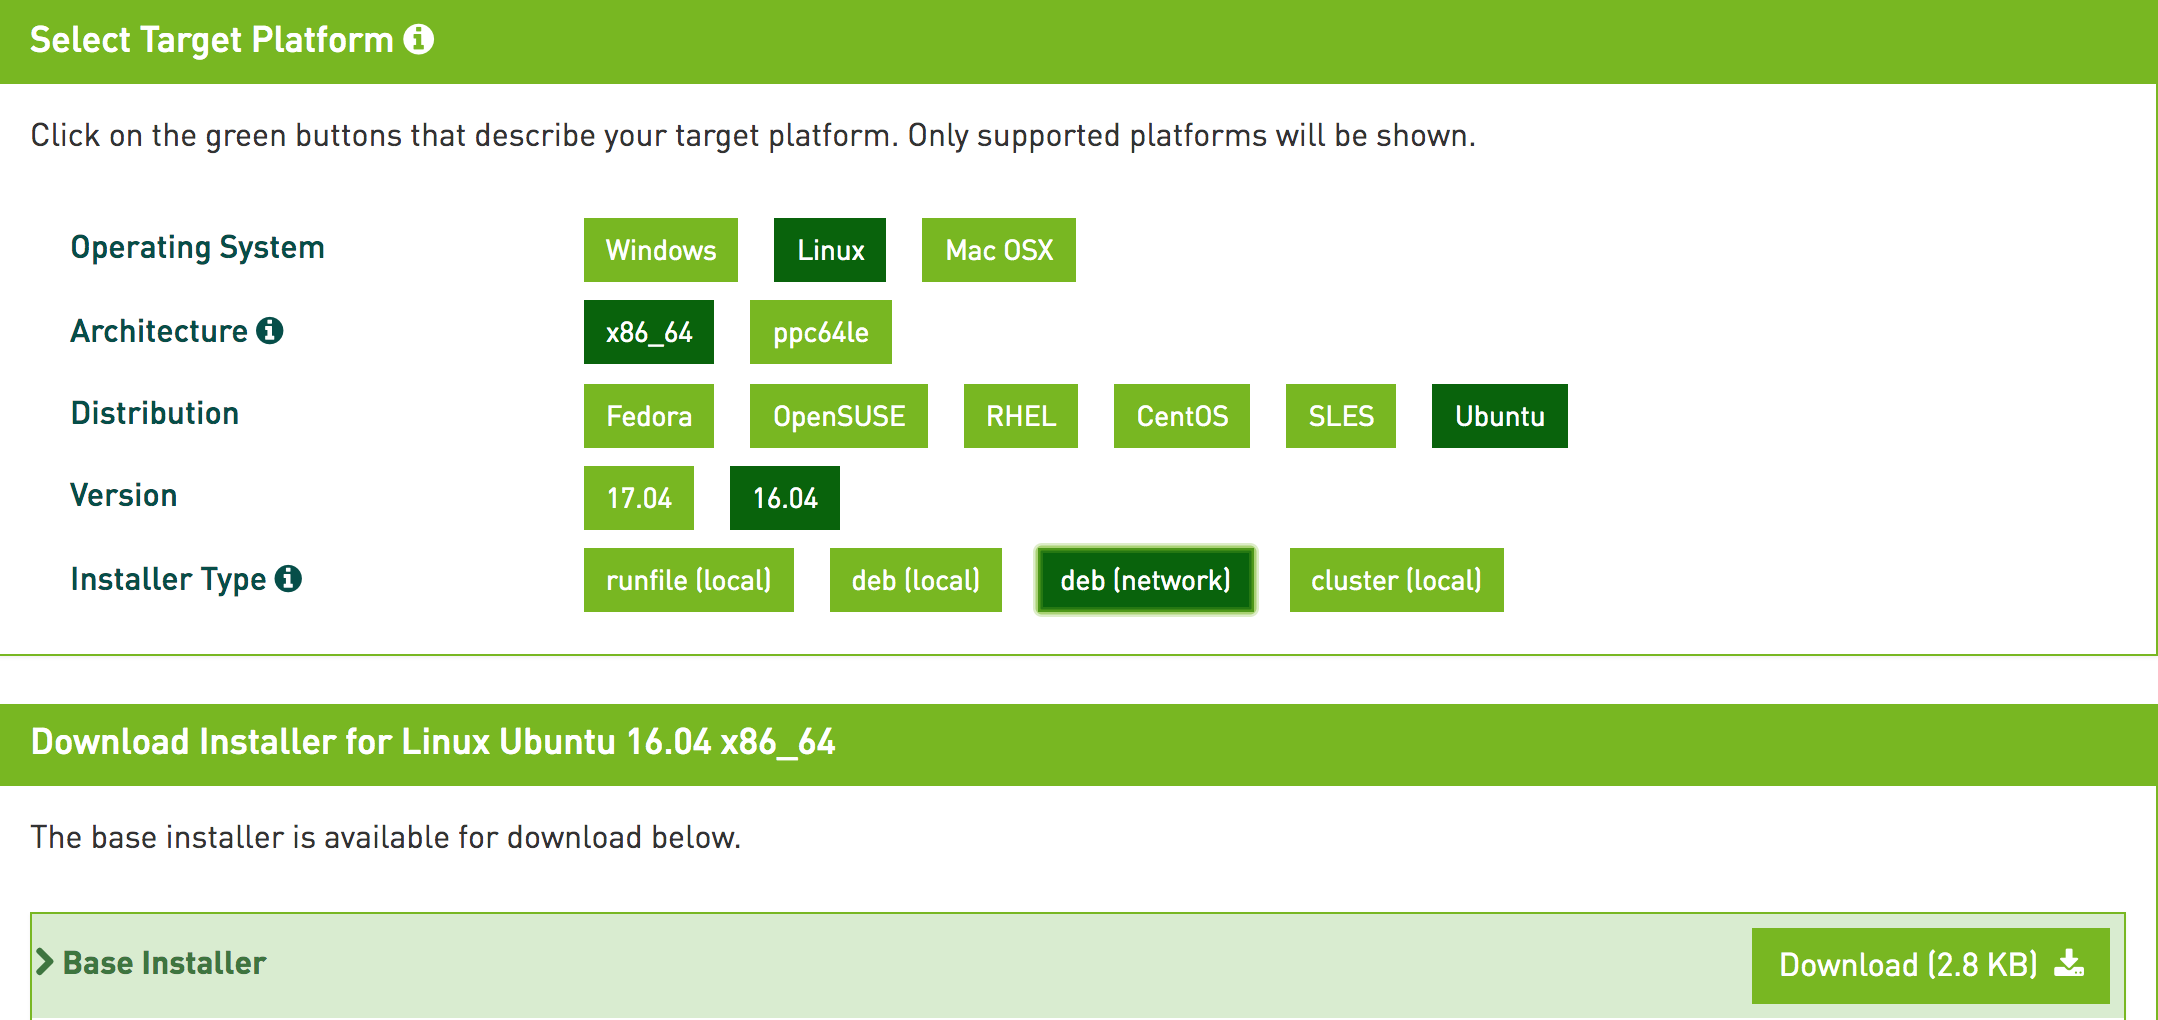 Select Target Platform
Click on the green buttons that describe your target platform. Only supported platforms will be shown.
Operating System Windows Linux Mac OSX
Architecture x86_64 ppc64le
Distribution Fedora OpenSUSE RHEL CentOS SLES Ubuntu
Version 17.04 16.04
Installer Type runfile (local) deb (local) deb (network) cluster (local)
Download Installer for Linux Ubuntu 16.04 x86_64
The base installer is available for download below.
Base Installer Download (2.8 KB)